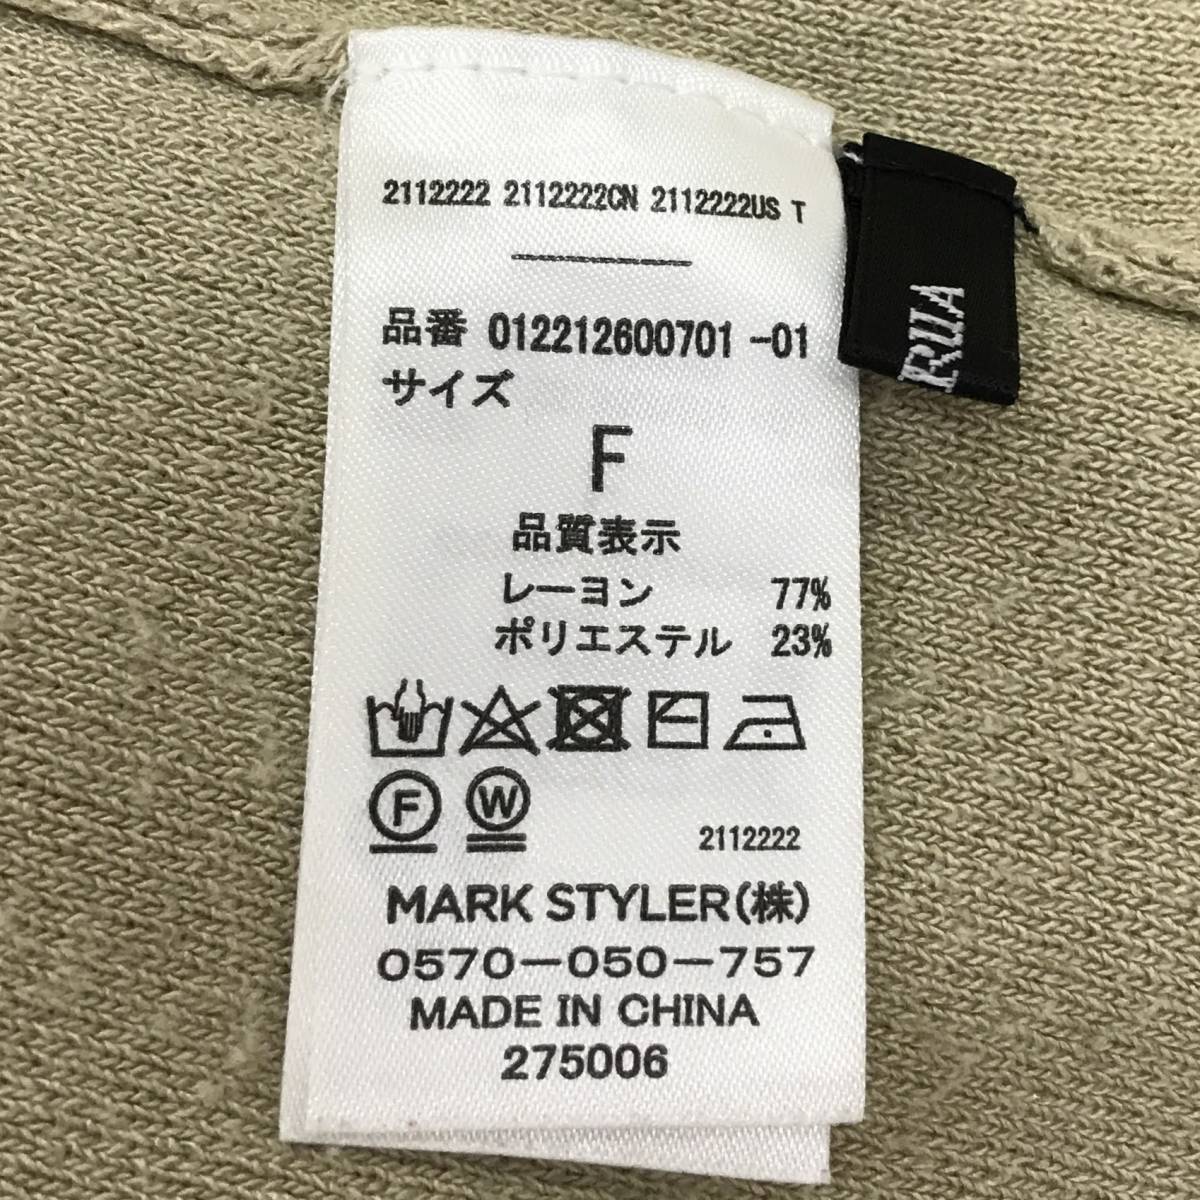 2112222 2112222CN 2112222US T
品番 012212600701 -01
サイズ
F
品質表示
レーヨン 77%
ポリエステル 23%
F
W
2112222
MARK STYLER(株)
0570-050-757
MADE IN CHINA
275006